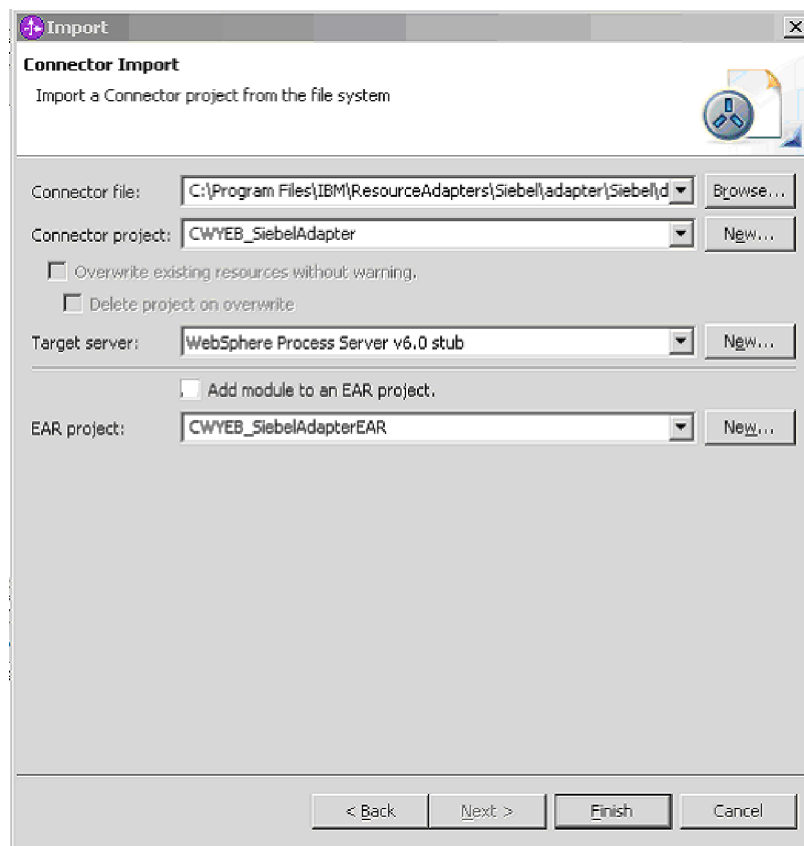 Import
Connector Import
Import a Connector project from the file system
Connector file: C:\Program Files\IBM\ResourceAdapters\Siebel\adapter\Siebel\d Browse...
Connector project: CWYEB_SiebelAdapter New...
Overwrite existing resources without warning.
Delete project on overwrite
Target server: WebSphere Process Server v6.0 stub New...
Add module to an EAR project.
EAR project: CWYEB_SiebelAdapterEAR New...
< Back Next > Finish Cancel